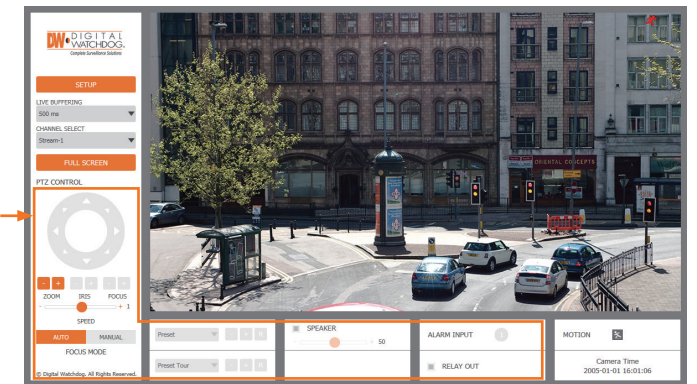 DW DIGITAL
WATCHDOG.
Complete Surveillance Solutions
SETUP
LIVE BUFFERING
500 ms
CHANNEL SELECT
Stream-1
FULL SCREEN
PTZ CONTROL
- + - + - +
ZOOM IRIS FOCUS
- + 1
SPEED
AUTO MANUAL
FOCUS MODE
© Digital Watchdog. All Rights Reserved.
ORIENTAL CONCEPTS
Preset + ×
Preset Tour + ×
SPEAKER
- + 50
ALARM INPUT 1
RELAY OUT
MOTION
Camera Time
2005-01-01 16:01:06